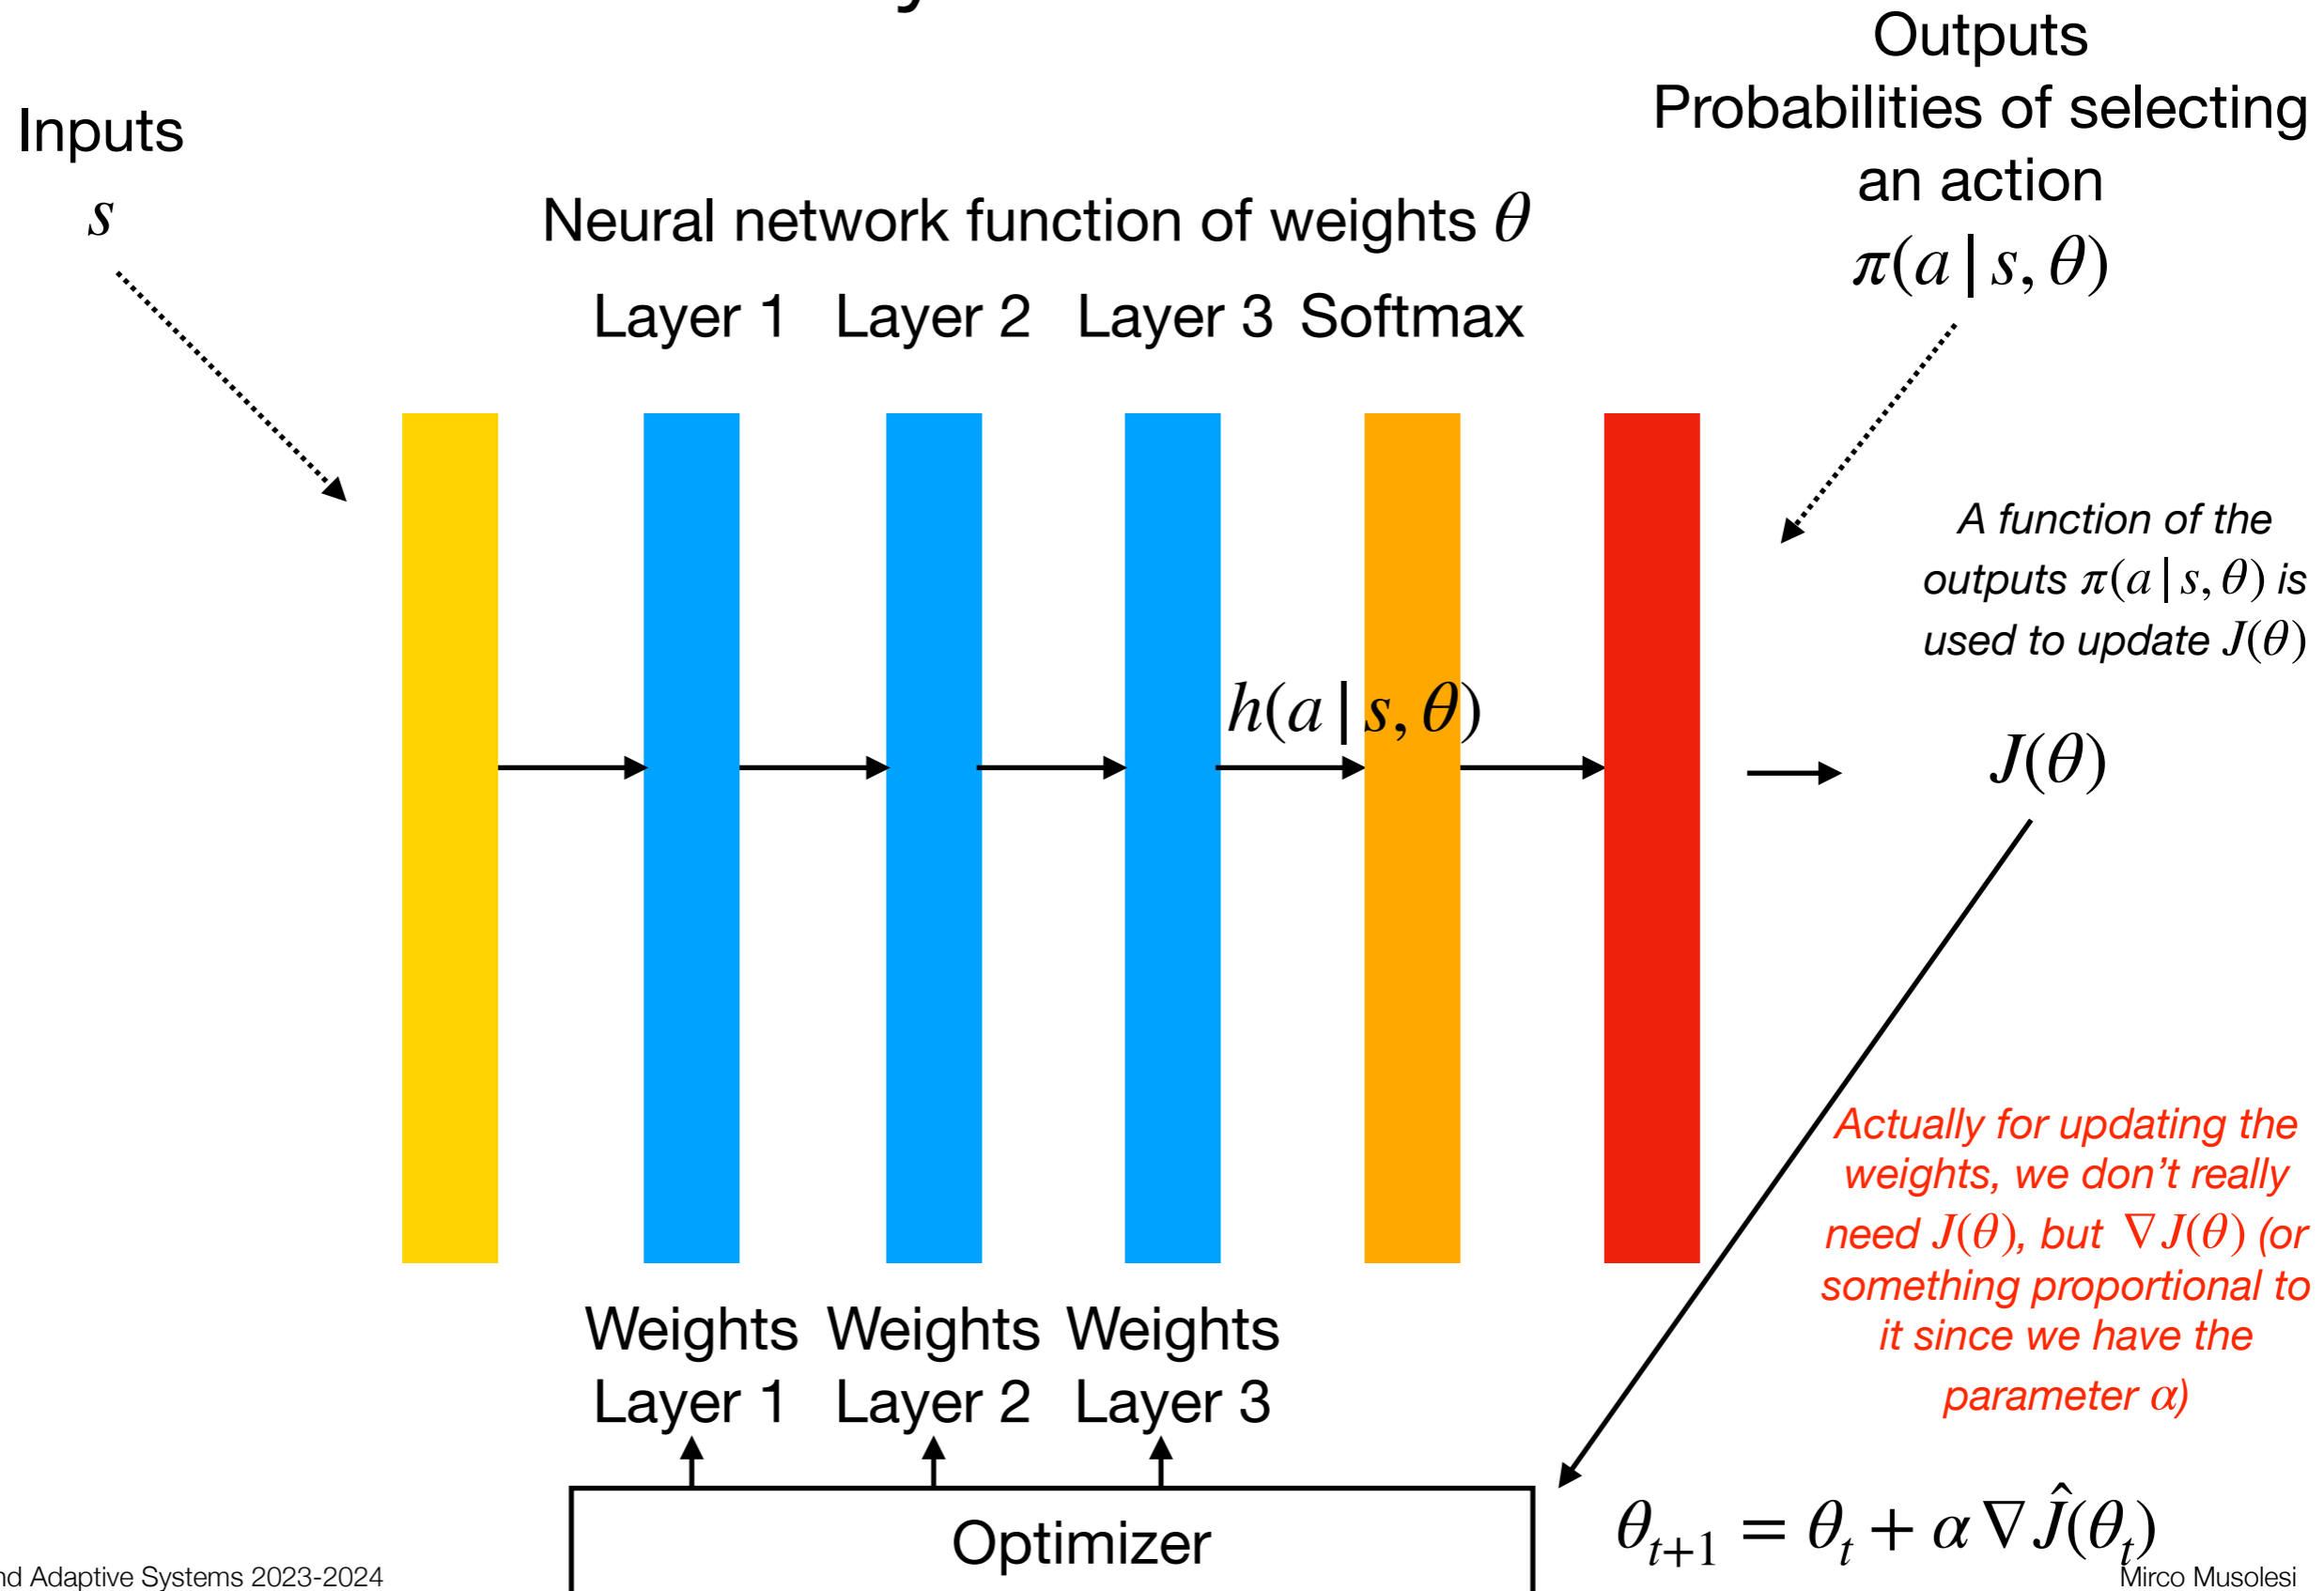 Outputs
Probabilities of selecting
an action
π(a | s, θ)
Inputs
s
Neural network function of weights θ
Layer 1 Layer 2 Layer 3 Softmax
A function of the
outputs π(a | s, θ) is
used to update J(θ)
h(a | s, θ)
J(θ)
Actually for updating the
weights, we don't really
need J(θ), but ∇J(θ) (or
something proportional to
it since we have the
parameter α)
Weights Weights Weights
Layer 1 Layer 2 Layer 3
Optimizer
θ_{t+1} = θ_t + α∇Ĵ(θ_t)
Adaptive Systems 2023-2024
Mirco Musolesi